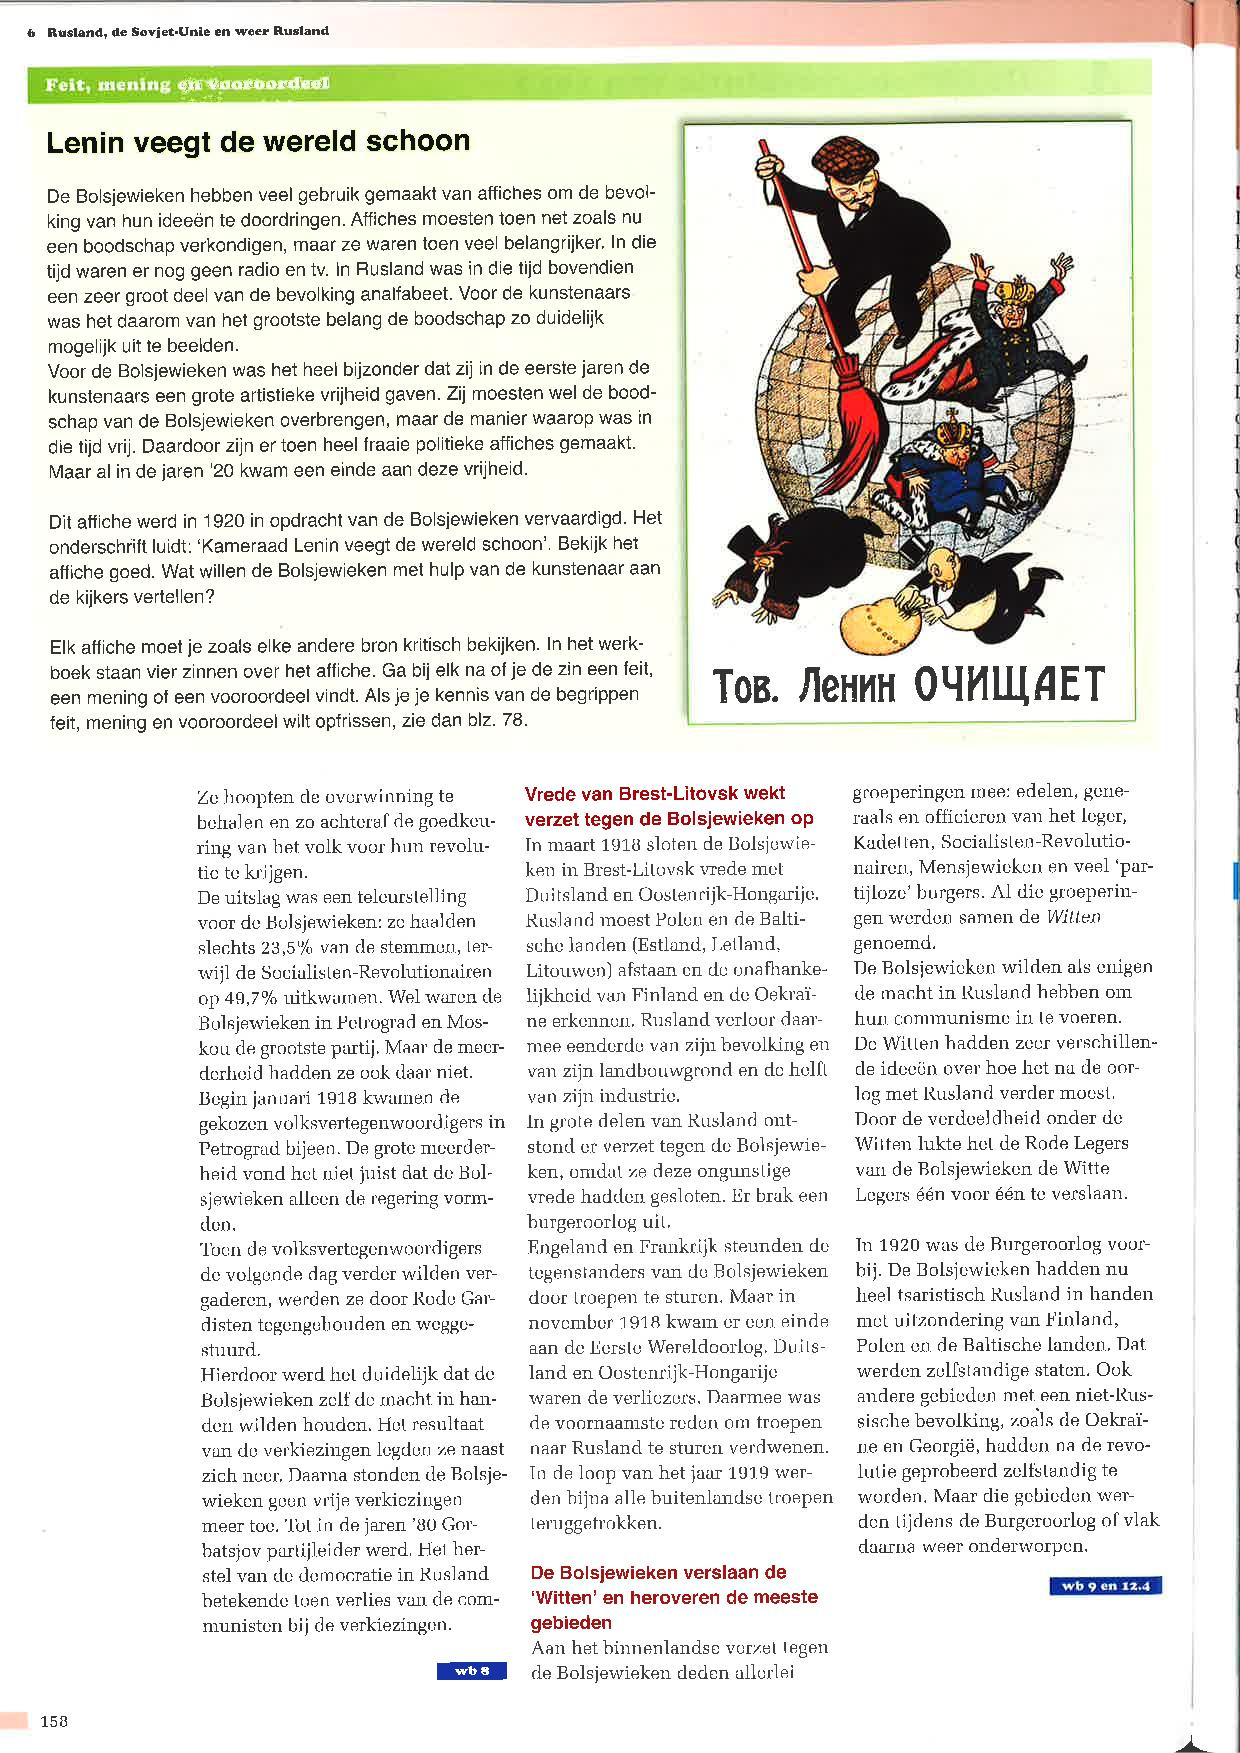 6 Rusland, de Sovjet-Unie en weer Rusland
Feit, mening en vooroordeel
Lenin veegt de wereld schoon
De Bolsjewieken hebben veel gebruik gemaakt van affiches om de bevol-
king van hun ideeën te doordringen. Affiches moesten toen net zoals nu
een boodschap verkondigen, maar ze waren toen veel belangrijker. In die
tijd waren er nog geen radio en tv. In Rusland was in die tijd bovendien
een zeer groot deel van de bevolking analfabeet. Voor de kunstenaars
was het daarom van het grootste belang de boodschap zo duidelijk
mogelijk uit te beelden.
Voor de Bolsjewieken was het heel bijzonder dat zij in de eerste jaren de
kunstenaars een grote artistieke vrijheid gaven. Zij moesten wel de bood-
schap van de Bolsjewieken overbrengen, maar de manier waarop was in
die tijd vrij. Daardoor zijn er toen heel fraaie politieke affiches gemaakt.
Maar al in de jaren '20 kwam een einde aan deze vrijheid.
Dit affiche werd in 1920 in opdracht van de Bolsjewieken vervaardigd. Het
onderschrift luidt: 'Kameraad Lenin veegt de wereld schoon'. Bekijk het
affiche goed. Wat willen de Bolsjewieken met hulp van de kunstenaar aan
de kijkers vertellen?
Elk affiche moet je zoals elke andere bron kritisch bekijken. In het werk-
boek staan vier zinnen over het affiche. Ga bij elk na of je de zin een feit,
een mening of een vooroordeel vindt. Als je je kennis van de begrippen
feit, mening en vooroordeel wilt opfrissen, zie dan blz. 78.
Тов. Ленин ОЧИЩАЕТ
Ze hoopten de overwinning te
behalen en zo achteraf de goedkeu-
ring van het volk voor hun revolu-
tie te krijgen.
De uitslag was een teleurstelling
voor de Bolsjewieken: ze haalden
slechts 23,5% van de stemmen, ter-
wijl de Socialisten-Revolutionairen
op 49,7% uitkwamen. Wel waren de
Bolsjewieken in Petrograd en Mos-
kou de grootste partij. Maar de meer-
derheid hadden ze ook daar niet.
Begin januari 1918 kwamen de
gekozen volksvertegenwoordigers in
Petrograd bijeen. De grote meerder-
heid vond het niet juist dat de Bol-
sjewieken alleen de regering vorm-
den.
Toen de volksvertegenwoordigers
de volgende dag verder wilden ver-
gaderen, werden ze door Rode Gar-
disten tegengehouden en wegge-
stuurd.
Hierdoor werd het duidelijk dat de
Bolsjewieken zelf de macht in han-
den wilden houden. Het resultaat
van de verkiezingen legden ze naast
zich neer. Daarna stonden de Bolsje-
wieken geen vrije verkiezingen
meer toe. Tot in de jaren '80 Gor-
batsjov partijleider werd. Het her-
stel van de democratie in Rusland
betekende toen verlies van de com-
munisten bij de verkiezingen.
wb 8
Vrede van Brest-Litovsk wekt
verzet tegen de Bolsjewieken op
In maart 1918 sloten de Bolsjewie-
ken in Brest-Litovsk vrede met
Duitsland en Oostenrijk-Hongarije.
Rusland moest Polen en de Balti-
sche landen (Estland, Letland,
Litouwen) afstaan en de onafhanke-
lijkheid van Finland en de Oekraï-
ne erkennen. Rusland verloor daar-
mee eenderde van zijn bevolking en
van zijn landbouwgrond en de helft
van zijn industrie.
In grote delen van Rusland ont-
stond er verzet tegen de Bolsjewie-
ken, omdat ze deze ongunstige
vrede hadden gesloten. Er brak een
burgeroorlog uit.
Engeland en Frankrijk steunden de
tegenstanders van de Bolsjewieken
door troepen te sturen. Maar in
november 1918 kwam er een einde
aan de Eerste Wereldoorlog. Duits-
land en Oostenrijk-Hongarije
waren de verliezers. Daarmee was
de voornaamste reden om troepen
naar Rusland te sturen verdwenen.
In de loop van het jaar 1919 wer-
den bijna alle buitenlandse troepen
teruggetrokken.
De Bolsjewieken verslaan de
'Witten' en heroveren de meeste
gebieden
Aan het binnenlandse verzet tegen
de Bolsjewieken deden allerlei
groeperingen mee: edelen, gene-
raals en officieren van het leger,
Kadetten, Socialisten-Revolutio-
nairen, Mensjewieken en veel 'par-
tijloze' burgers. Al die groeperin-
gen werden samen de Witten
genoemd.
De Bolsjewieken wilden als enigen
de macht in Rusland hebben om
hun communisme in te voeren.
De Witten hadden zeer verschillen-
de ideeën over hoe het na de oor-
log met Rusland verder moest.
Door de verdeeldheid onder de
Witten lukte het de Rode Legers
van de Bolsjewieken de Witte
Legers één voor één te verslaan.
In 1920 was de Burgeroorlog voor-
bij. De Bolsjewieken hadden nu
heel tsaristisch Rusland in handen
met uitzondering van Finland,
Polen en de Baltische landen. Dat
werden zelfstandige staten. Ook
andere gebieden met een niet-Rus-
sische bevolking, zoals de Oekraï-
ne en Georgië, hadden na de revo-
lutie geprobeerd zelfstandig te
worden. Maar die gebieden wer-
den tijdens de Burgeroorlog of vlak
daarna weer onderworpen.
wb 9 en 12.4
158